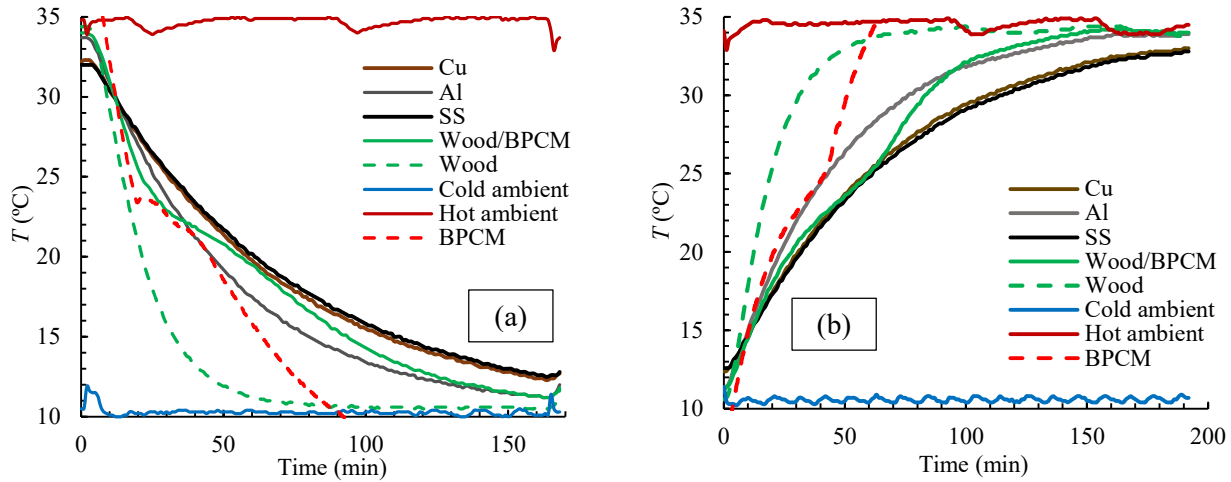 35
30
25
20
15
10
T (ºC)
0
50
100
150
Time (min)
Cu
Al
SS
Wood/BPCM
Wood
Cold ambient
Hot ambient
BPCM
(a)
35
30
25
20
15
10
T (ºC)
0
50
100
150
200
Time (min)
Cu
Al
SS
Wood/BPCM
Wood
Cold ambient
Hot ambient
BPCM
(b)